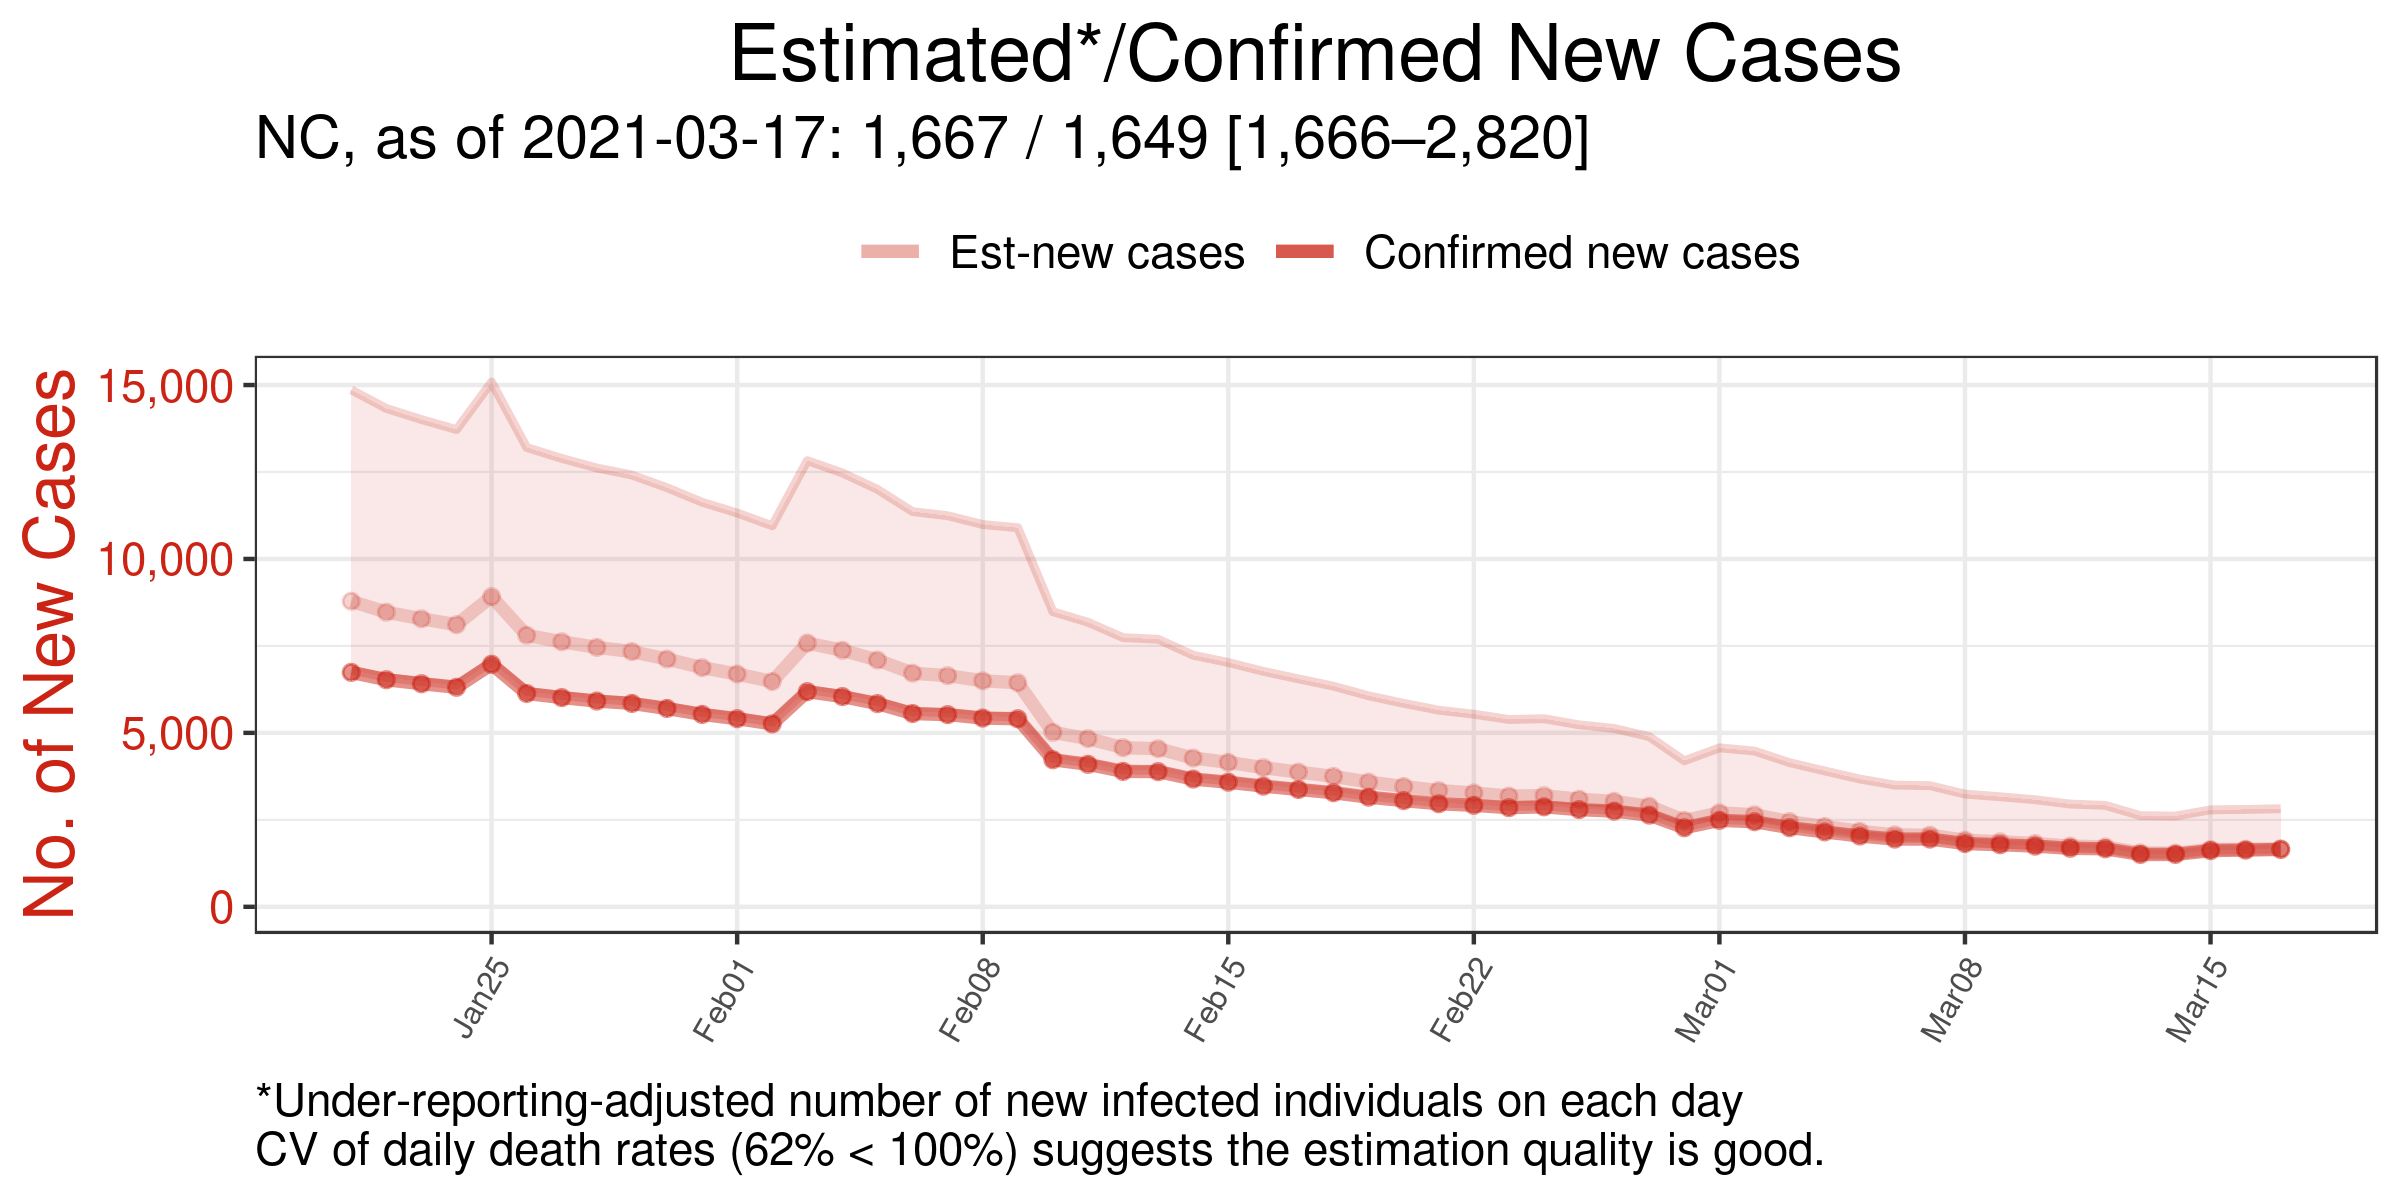 Estimated*/Confirmed New Cases
NC, as of 2021-03-17: 1,667 / 1,649 [1,666–2,820]
Est-new cases
Confirmed new cases
No. of New Cases
15,000
10,000
5,000
0
Jan25
Feb01
Feb08
Feb15
Feb22
Mar01
Mar08
Mar15
*Under-reporting-adjusted number of new infected individuals on each day
CV of daily death rates (62% < 100%) suggests the estimation quality is good.